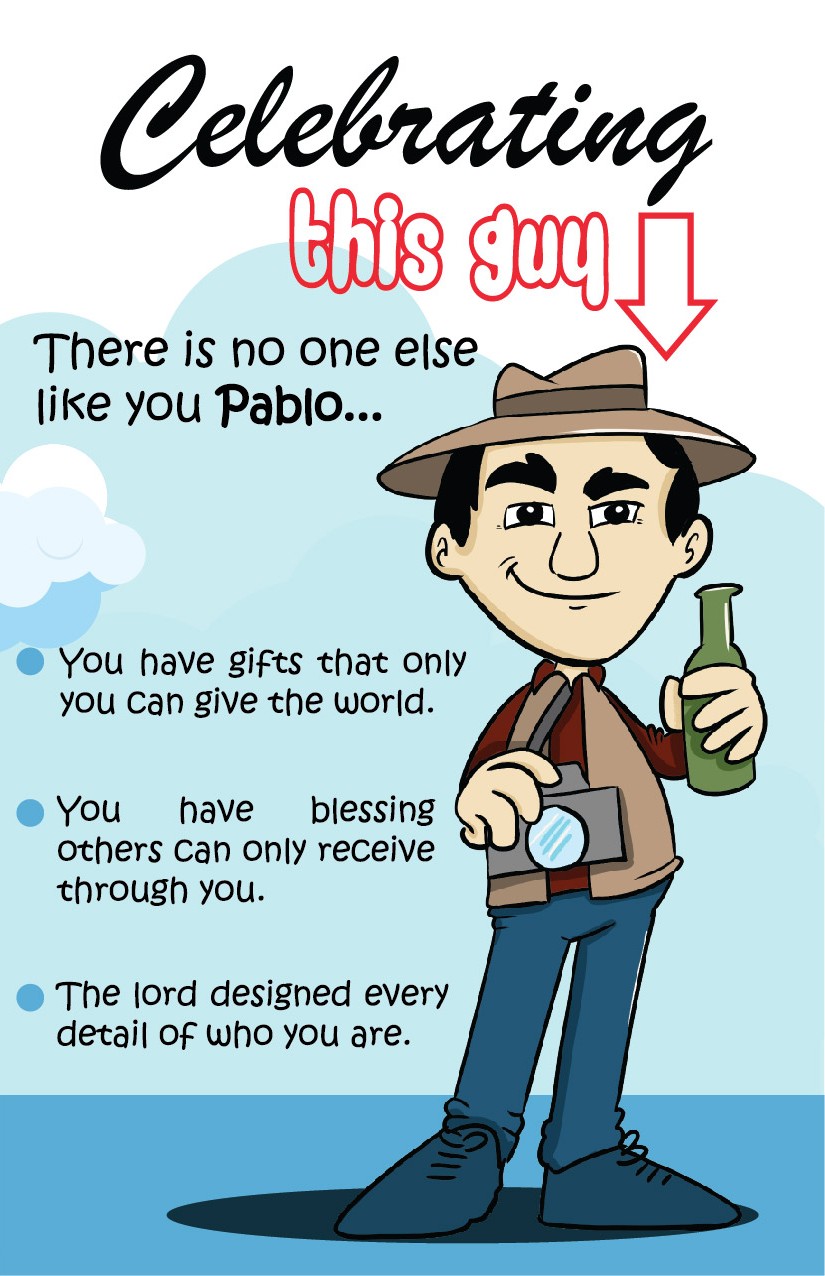 Celebrating
this guy
There is no one else
like you Pablo...
You have gifts that only
you can give the world.
You have blessing
others can only receive
through you.
The lord designed every
detail of who you are.